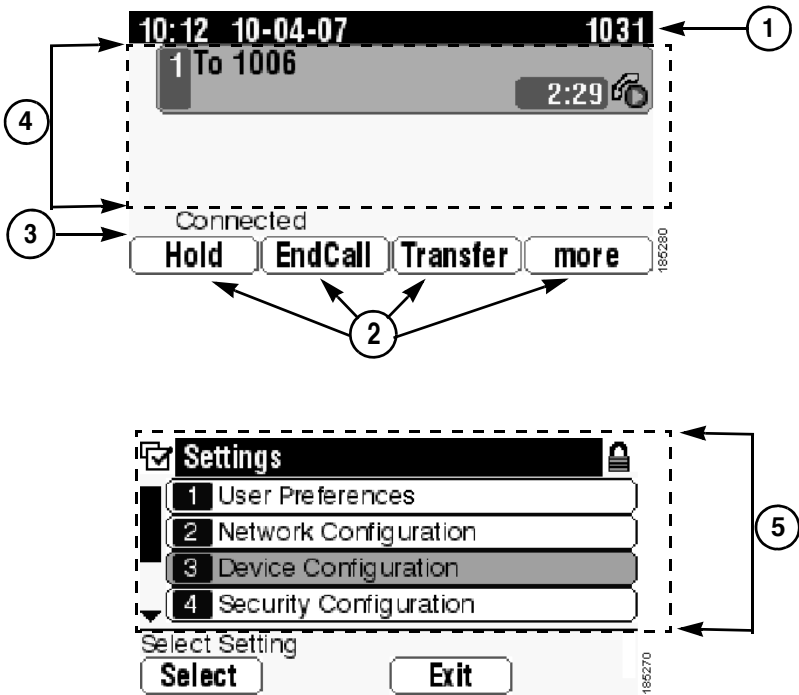 10:12 10-04-07 1031
1
1 To 1006
2:29
4
Connected
3
Hold EndCall Transfer more
185280
2
Settings
1 User Preferences
2 Network Configuration
3 Device Configuration
4 Security Configuration
5
Select Setting
Select Exit
185270